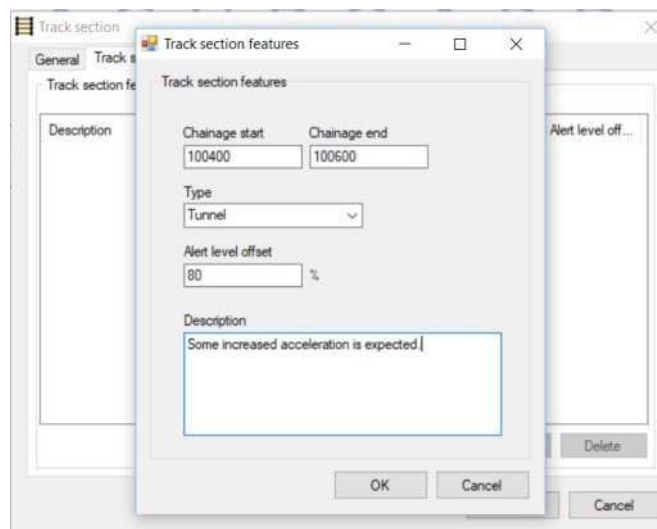 Track section
General Track s
Track section fe
Description
Alert level off...
Delete
Cancel
Track section features
Track section features
Chainage start Chainage end
100400 100600
Type
Tunnel
Alert level offset
80 %
Description
Some increased acceleration is expected.
OK Cancel